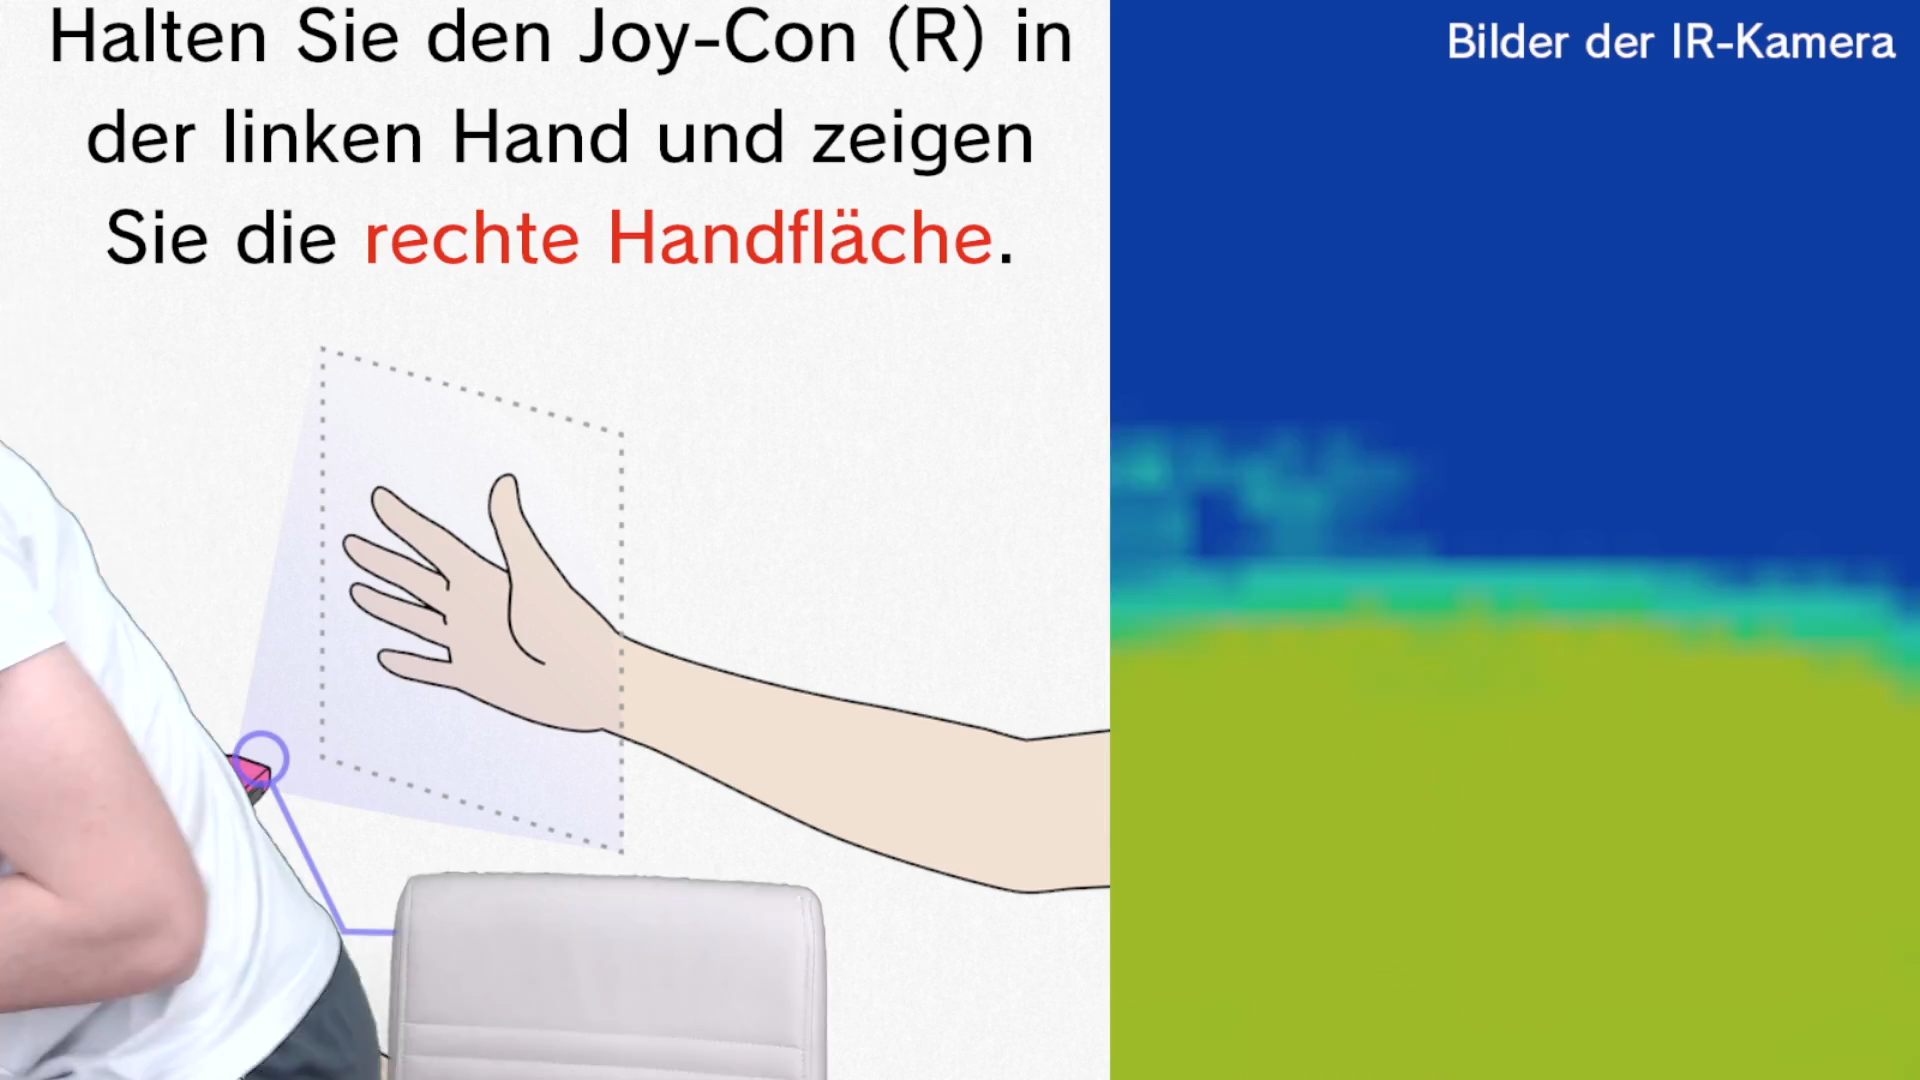 Halten Sie den Joy-Con (R) in
der linken Hand und zeigen
Sie die rechte Handfläche.
Bilder der IR-Kamera